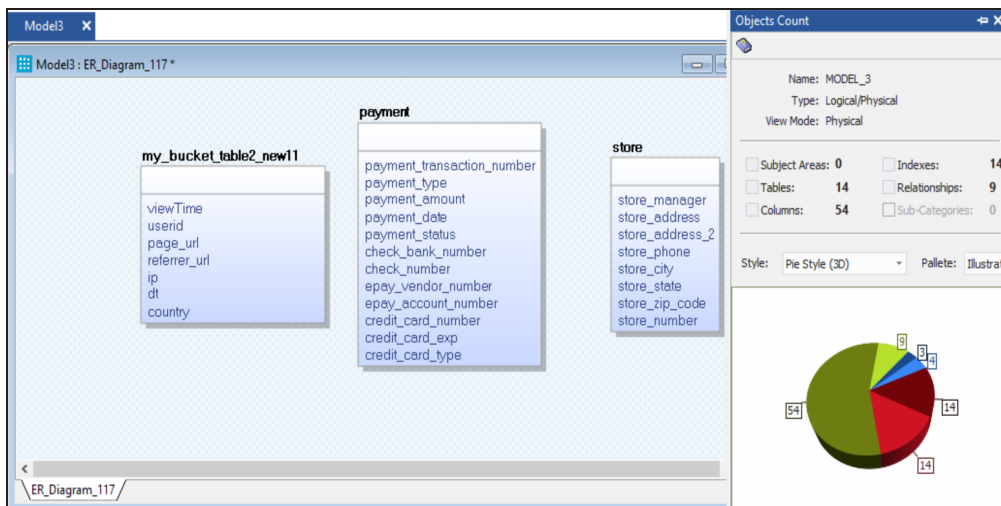 Model3
Model3 : ER_Diagram_117 *
my_bucket_table2_new11
viewTime
userid
page_url
referrer_url
ip
dt
country
payment
payment_transaction_number
payment_type
payment_amount
payment_date
payment_status
check_bank_number
check_number
epay_vendor_number
epay_account_number
credit_card_number
credit_card_exp
credit_card_type
store
store_manager
store_address
store_address_2
store_phone
store_city
store_state
store_zip_code
store_number
ER_Diagram_117
Objects Count
Name: MODEL_3
Type: Logical/Physical
View Mode: Physical
Subject Areas: 0 Indexes: 14
Tables: 14 Relationships: 9
Columns: 54 Sub-Categories: 0
Style: Pie Style (3D) Pallete: Illustrat
9
3
4
54
14
14